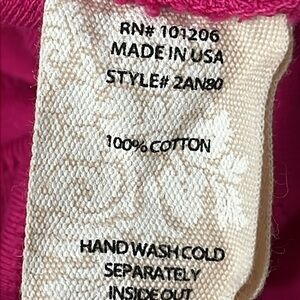 RN# 101206
MADE IN USA
STYLE# 2AN80
100% COTTON
HAND WASH COLD
SEPARATELY
INSIDE OUT